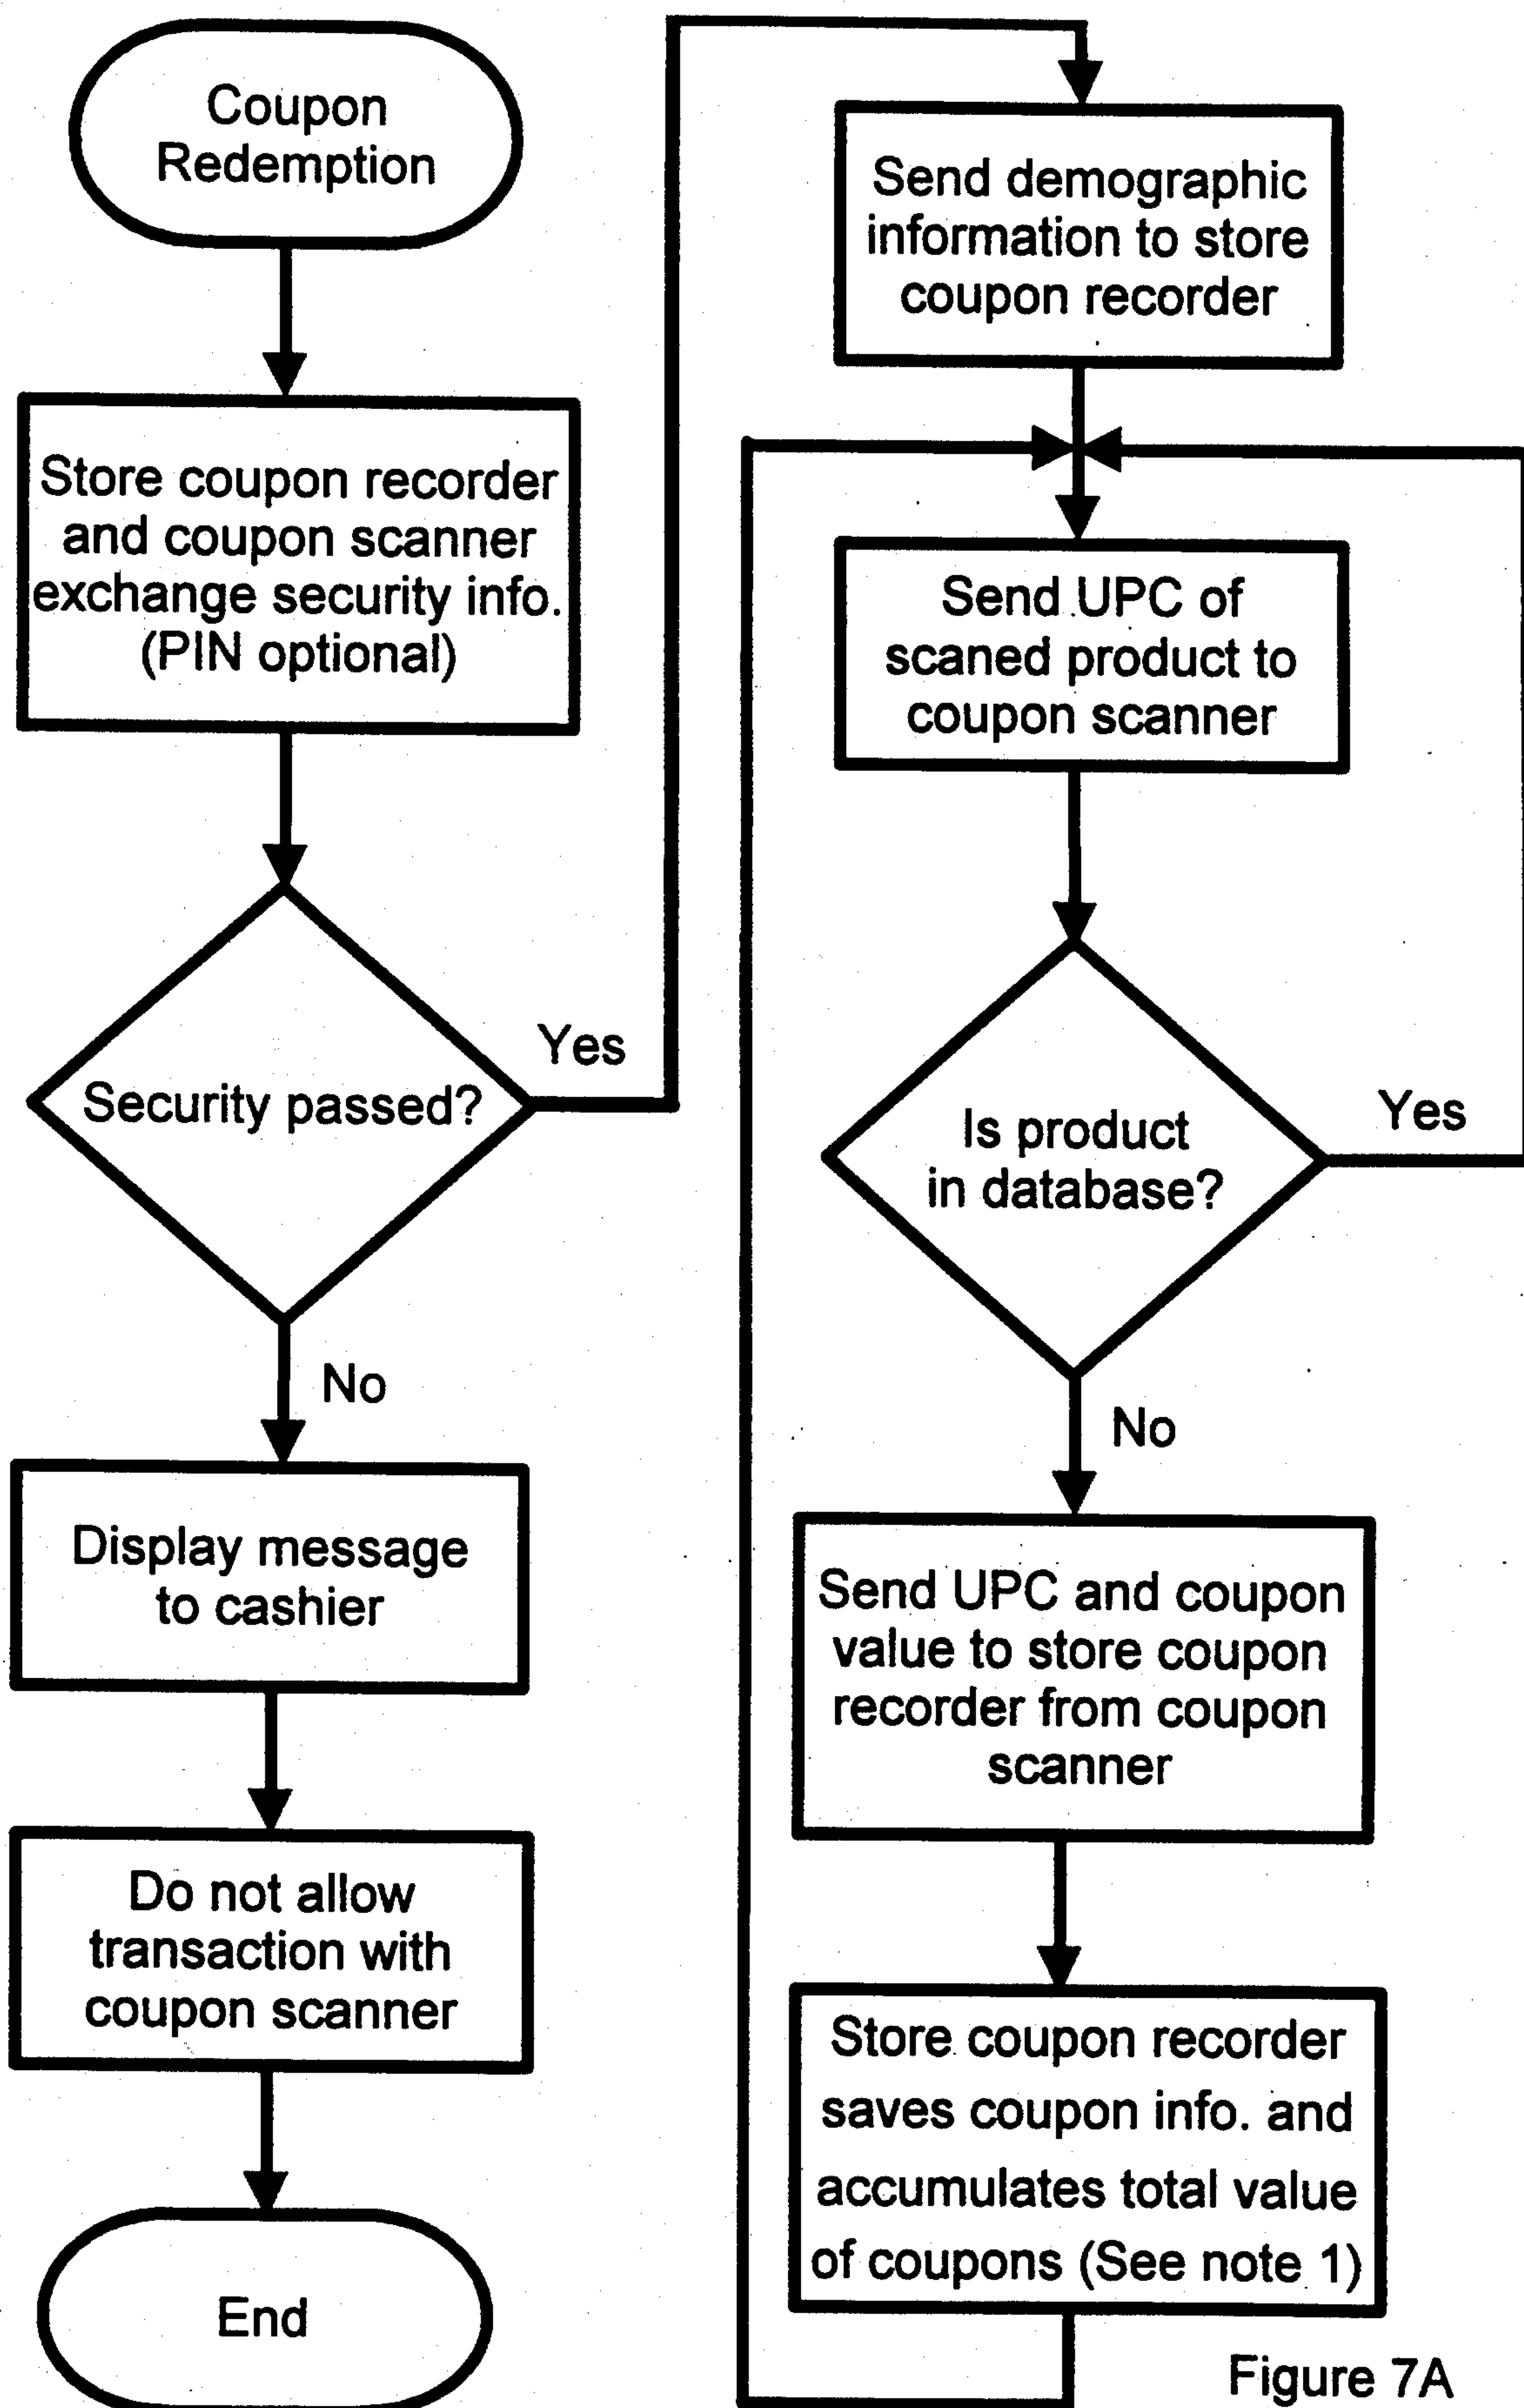 Coupon
Redemption
Store coupon recorder
and coupon scanner
exchange security info.
(PIN optional)
Security passed?
Yes
No
Display message
to cashier
Do not allow
transaction with
coupon scanner
End
Send demographic
information to store
coupon recorder
Send UPC of
scaned product to
coupon scanner
Is product
in database?
Yes
No
Send UPC and coupon
value to store coupon
recorder from coupon
scanner
Store coupon recorder
saves coupon info. and
accumulates total value
of coupons (See note 1)
Figure 7A